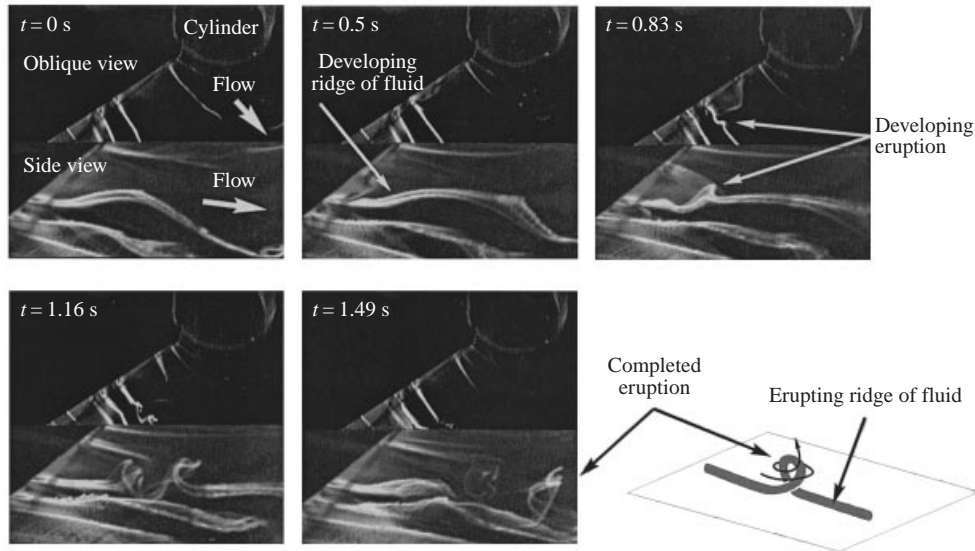 t = 0 s
Cylinder
Oblique view
Flow
Side view
Flow
t = 0.5 s
Developing
ridge of fluid
t = 0.83 s
Developing
eruption
t = 1.16 s
t = 1.49 s
Completed
eruption
Erupting ridge of fluid